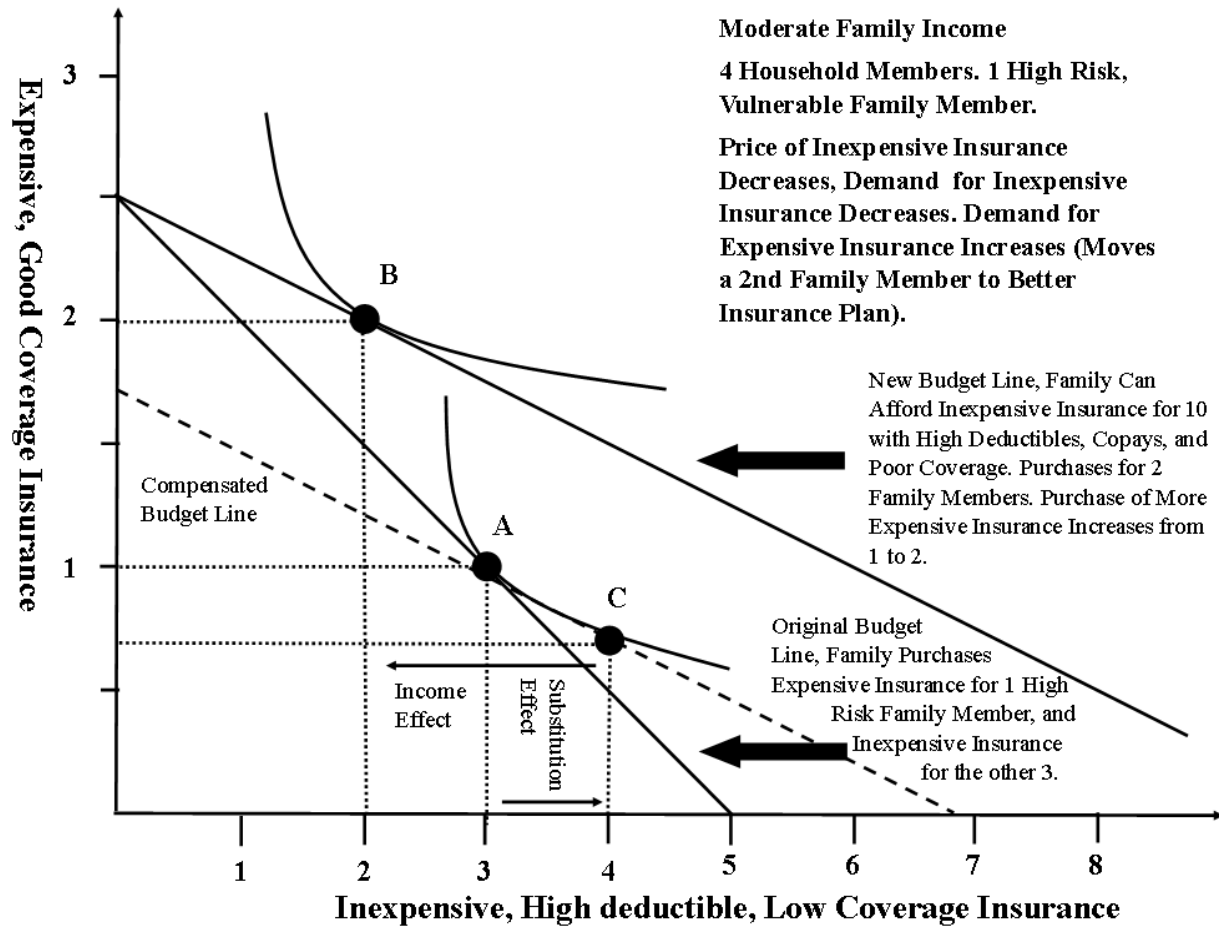 Moderate Family Income
4 Household Members. 1 High Risk,
Vulnerable Family Member.
Price of Inexpensive Insurance
Decreases, Demand for Inexpensive
Insurance Decreases. Demand for
Expensive Insurance Increases (Moves
a 2nd Family Member to Better
Insurance Plan).
Expensive, Good Coverage Insurance
3
2
1
B
A
C
New Budget Line, Family Can
Afford Inexpensive Insurance for 10
with High Deductibles, Copays, and
Poor Coverage. Purchases for 2
Family Members. Purchase of More
Expensive Insurance Increases from
1 to 2.
Compensated
Budget Line
Original Budget
Line, Family Purchases
Expensive Insurance for 1 High
Risk Family Member, and
Inexpensive Insurance
for the other 3.
Income
Effect
Substitution
Effect
1
2
3
4
5
6
7
8
Inexpensive, High deductible, Low Coverage Insurance